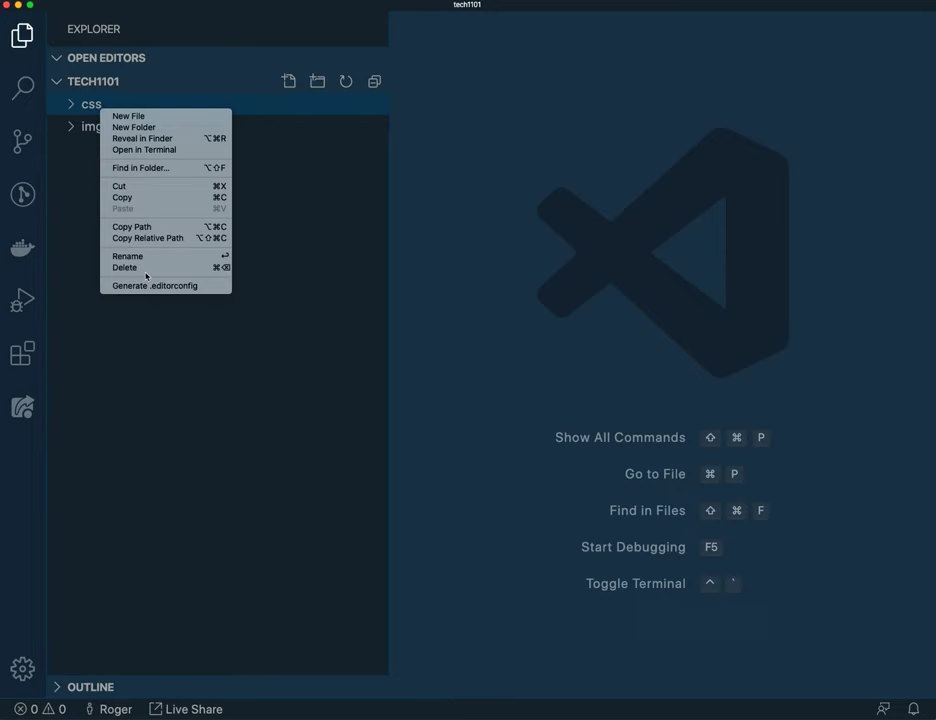 tech1101
EXPLORER
OPEN EDITORS
TECH1101
css
img
New File
New Folder
Reveal in Finder ⌥⌘R
Open in Terminal
Find in Folder... ⌥⇧F
Cut ⌘X
Copy ⌘C
Paste ⌘V
Copy Path ⌥⌘C
Copy Relative Path ⌥⇧⌘C
Rename ↩
Delete ⌘⌫
Generate .editorconfig
Show All Commands ⇧ ⌘ P
Go to File ⌘ P
Find in Files ⇧ ⌘ F
Start Debugging F5
Toggle Terminal ^ `
OUTLINE
0 0 Roger Live Share